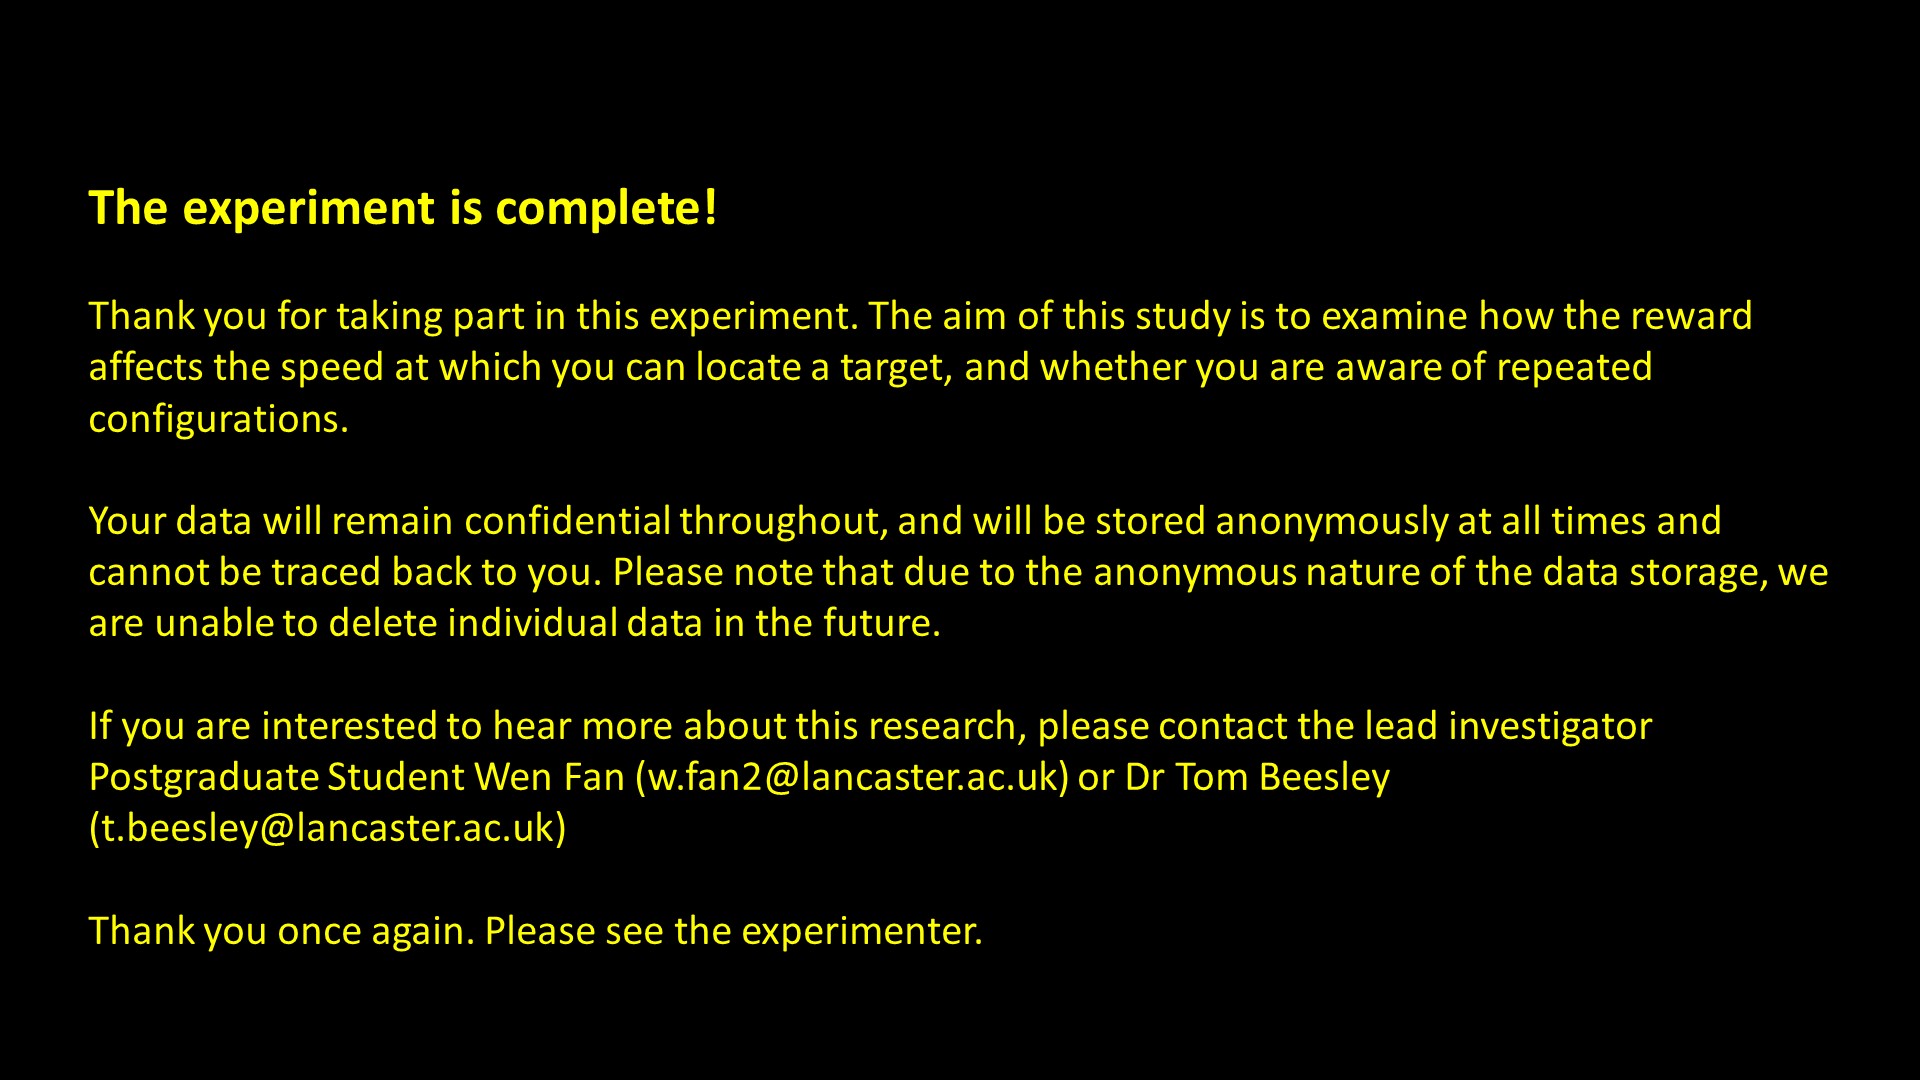 The experiment is complete!
Thank you for taking part in this experiment. The aim of this study is to examine how the reward
affects the speed at which you can locate a target, and whether you are aware of repeated
configurations.
Your data will remain confidential throughout, and will be stored anonymously at all times and
cannot be traced back to you. Please note that due to the anonymous nature of the data storage, we
are unable to delete individual data in the future.
If you are interested to hear more about this research, please contact the lead investigator
Postgraduate Student Wen Fan (w.fan2@lancaster.ac.uk) or Dr Tom Beesley
(t.beesley@lancaster.ac.uk)
Thank you once again. Please see the experimenter.